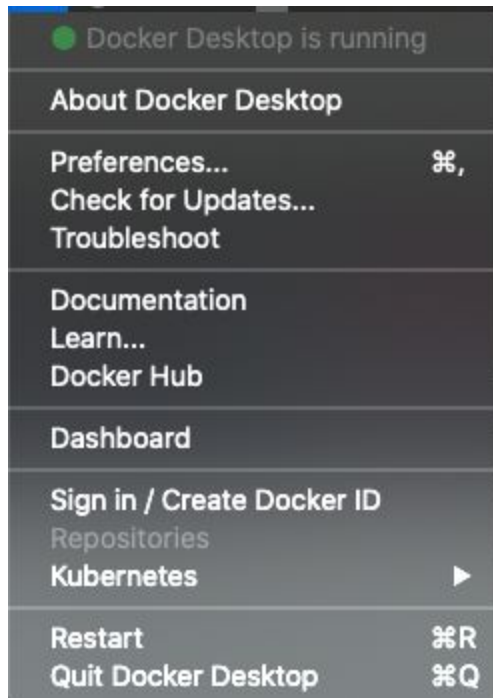 Docker Desktop is running
About Docker Desktop
Preferences... ⌘,
Check for Updates...
Troubleshoot
Documentation
Learn...
Docker Hub
Dashboard
Sign in / Create Docker ID
Repositories
Kubernetes ▶
Restart ⌘R
Quit Docker Desktop ⌘Q